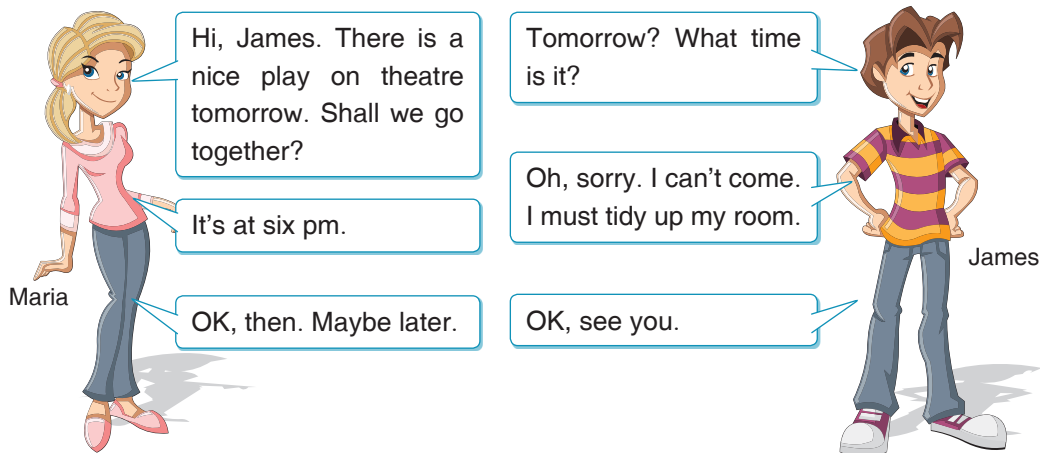 Hi, James. There is a
nice play on theatre
tomorrow. Shall we go
together?
Tomorrow? What time
is it?
It's at six pm.
Oh, sorry. I can't come.
I must tidy up my room.
OK, then. Maybe later.
OK, see you.
Maria
James